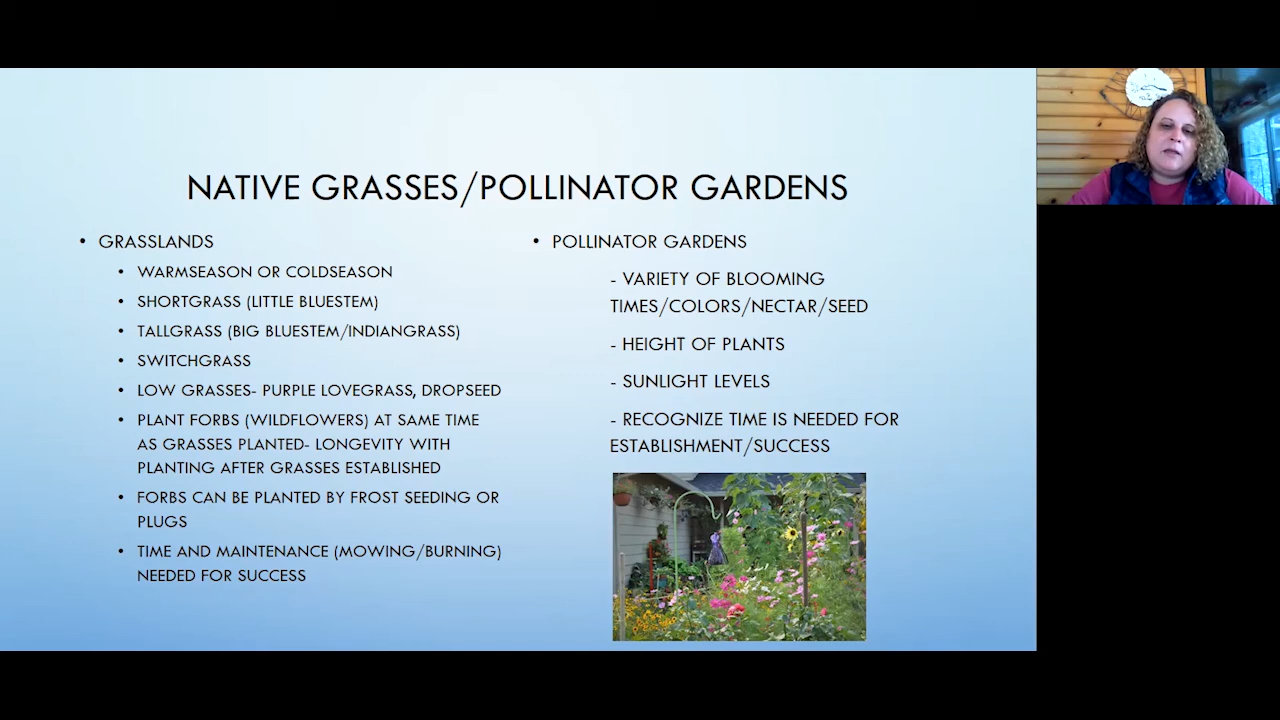 NATIVE GRASSES/POLLINATOR GARDENS
• GRASSLANDS
• WARMSEASON OR COLDSEASON
• SHORTGRASS (LITTLE BLUESTEM)
• TALLGRASS (BIG BLUESTEM/INDIANGRASS)
• SWITCHGRASS
• LOW GRASSES- PURPLE LOVEGRASS, DROPSEED
• PLANT FORBS (WILDFLOWERS) AT SAME TIME
AS GRASSES PLANTED- LONGEVITY WITH
PLANTING AFTER GRASSES ESTABLISHED
• FORBS CAN BE PLANTED BY FROST SEEDING OR
PLUGS
• TIME AND MAINTENANCE (MOWING/BURNING)
NEEDED FOR SUCCESS
• POLLINATOR GARDENS
- VARIETY OF BLOOMING
TIMES/COLORS/NECTAR/SEED
- HEIGHT OF PLANTS
- SUNLIGHT LEVELS
- RECOGNIZE TIME IS NEEDED FOR
ESTABLISHMENT/SUCCESS